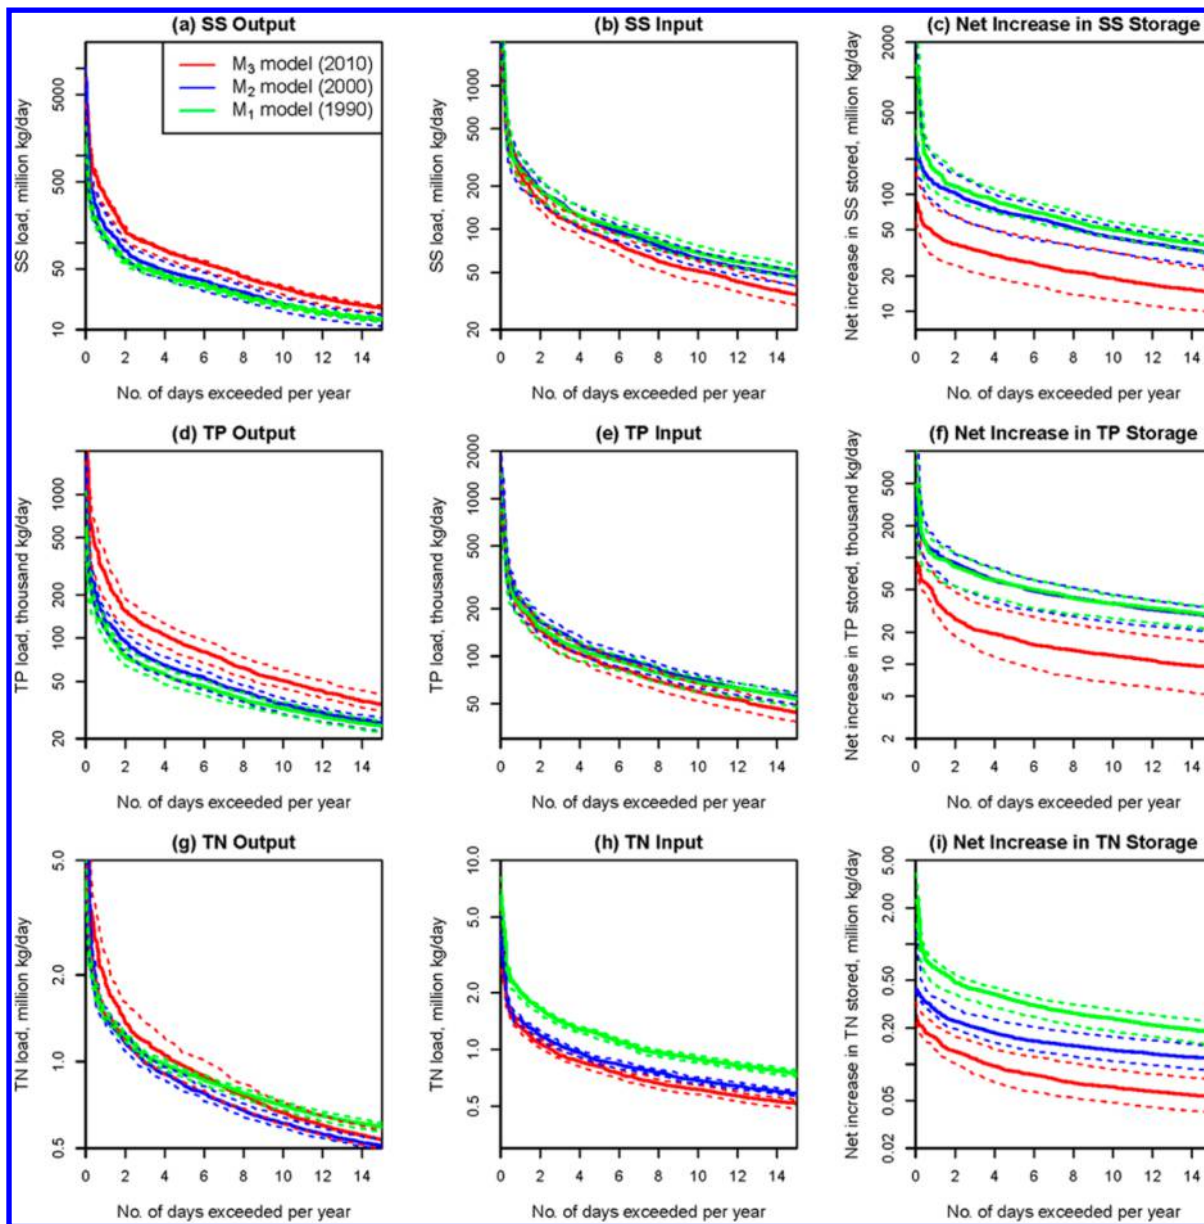 (a) SS Output
SS load, million kg/day
5000
500
50
10
M3 model (2010)
M2 model (2000)
M1 model (1990)
0 2 4 6 8 10 12 14
No. of days exceeded per year
(b) SS Input
SS load, million kg/day
1000
500
200
100
50
20
0 2 4 6 8 10 12 14
No. of days exceeded per year
(c) Net Increase in SS Storage
Net increase in SS stored, million kg/day
2000
500
200
100
50
20
10
0 2 4 6 8 10 12 14
No. of days exceeded per year
(d) TP Output
TP load, thousand kg/day
1000
500
200
100
50
20
0 2 4 6 8 10 12 14
No. of days exceeded per year
(e) TP Input
TP load, thousand kg/day
2000
1000
500
200
100
50
0 2 4 6 8 10 12 14
No. of days exceeded per year
(f) Net Increase in TP Storage
Net increase in TP stored, thousand kg/day
500
200
50
20
10
5
2
0 2 4 6 8 10 12 14
No. of days exceeded per year
(g) TN Output
TN load, million kg/day
5.0
2.0
1.0
0.5
0 2 4 6 8 10 12 14
No. of days exceeded per year
(h) TN Input
TN load, million kg/day
10.0
5.0
2.0
1.0
0.5
0 2 4 6 8 10 12 14
No. of days exceeded per year
(i) Net Increase in TN Storage
Net increase in TN stored, million kg/day
5.00
2.00
0.50
0.20
0.05
0.02
0 2 4 6 8 10 12 14
No. of days exceeded per year